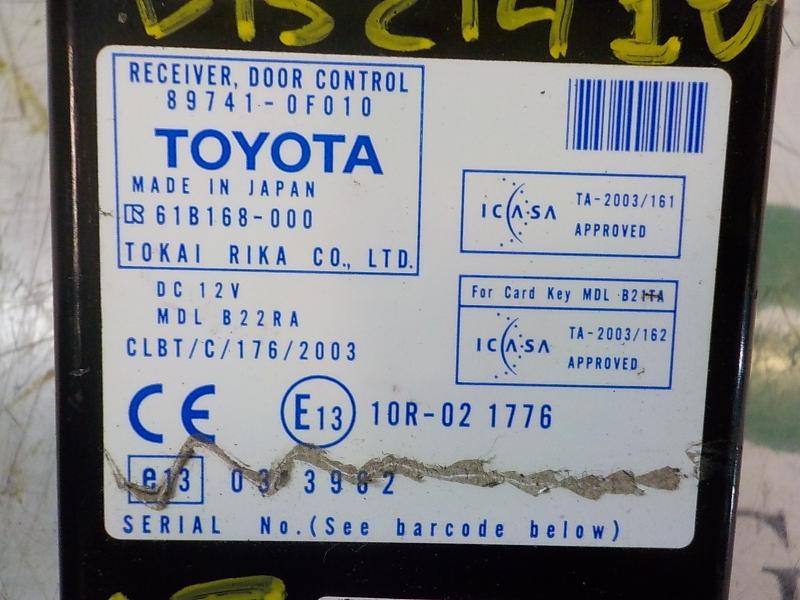 RECEIVER, DOOR CONTROL
89741-0F010
TOYOTA
MADE IN JAPAN
R 61B168-000
TOKAI RIKA CO., LTD.
ICASA TA-2003/161
APPROVED
DC 12V
MDL B22RA
CLBT/C/176/2003
For Card Key MDL B21TA
ICASA TA-2003/162
APPROVED
CE E13 10R-02 1776
e13 03 3982
SERIAL No.(See barcode below)